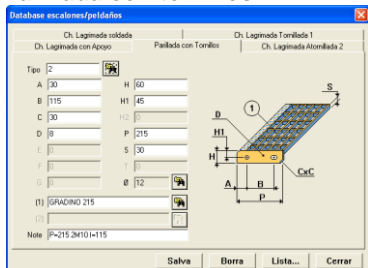 Database escalones/peldaños
Ch. Lagrimada soldada
Ch. Lagrimada Tornillada 1
Ch. Lagrimada con Apoyo
Parillada con Tornillos
Ch. Lagrimada Atornillada 2
Tipo 2
A 30 H 60
B 115 H1 45
C 30 H2 0
D 8 P 215
E 0 S 30
F 0 T 0
G 0 Ø 12
(1) GRADINO 215
(2)
Note P=215 2M10 I=115
1
S
D
H1
H
A
B
P
CxC
Salva Borra Lista... Cerrar